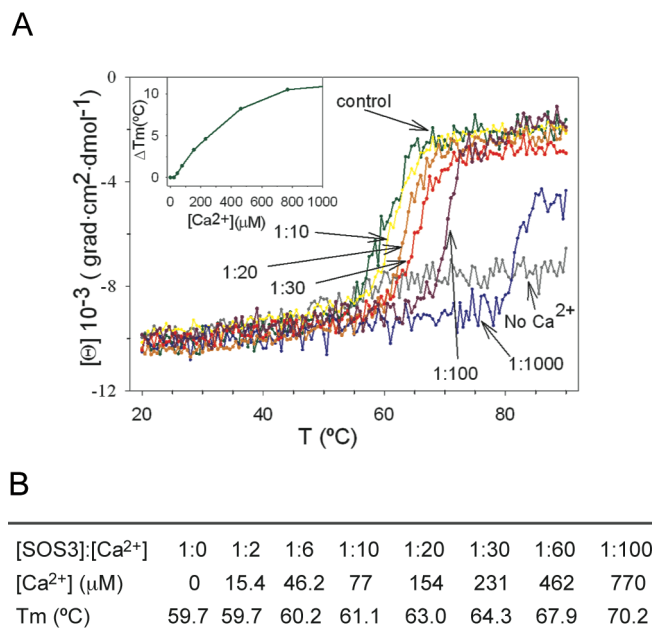 A
0
-4
-8
-12
[Θ] 10⁻³ ( grad·cm²·dmol⁻¹)
10
5
0
ΔTm(ºC)
0 200 400 600 800 1000
[Ca²⁺](µM)
control
1:10
1:20
1:30
No Ca²⁺
1:1000
1:100
20 40 60 80
T (ºC)
B
[SOS3]:[Ca²⁺] 1:0 1:2 1:6 1:10 1:20 1:30 1:60 1:100
[Ca²⁺] (µM) 0 15.4 46.2 77 154 231 462 770
Tm (ºC) 59.7 59.7 60.2 61.1 63.0 64.3 67.9 70.2